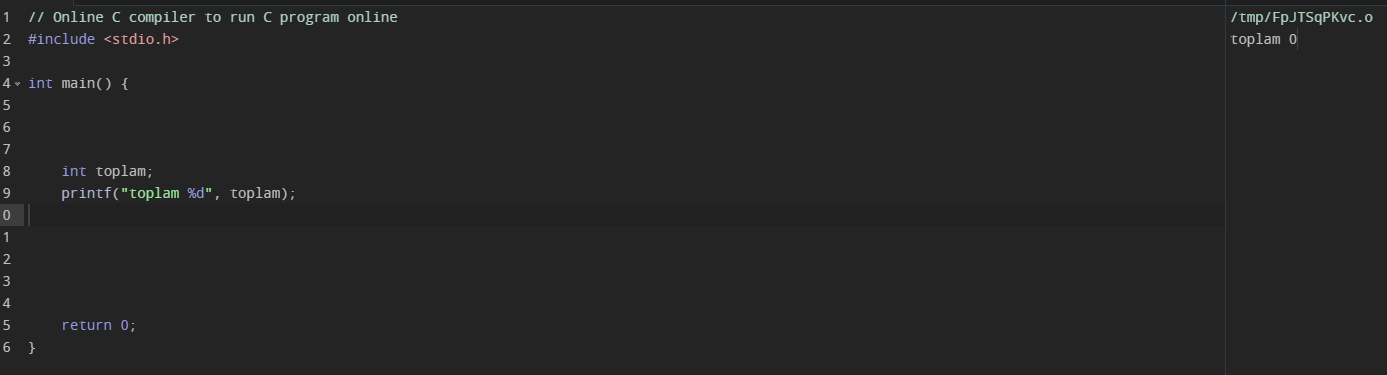 1 // Online C compiler to run C program online
2 #include <stdio.h>
3
4 int main() {
5
6
7
8 int toplam;
9 printf("toplam %d", toplam);
0
1
2
3
4
5 return 0;
6 }
/tmp/FpJTSqPKvc.o
toplam 0